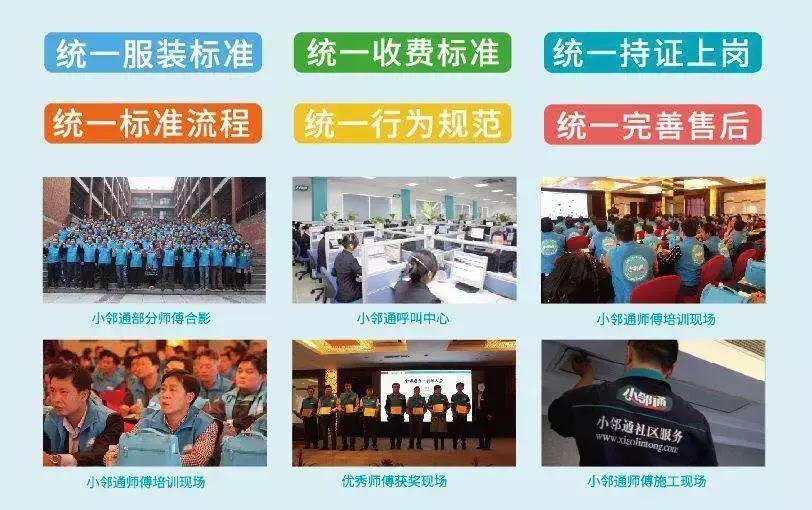 统一服装标准
统一收费标准
统一持证上岗
统一标准流程
统一行为规范
统一完善售后
小邻通部分师傅合影
小邻通呼叫中心
小邻通师傅培训现场
小邻通
小邻通社区服务
www.xiaolintong.com
小邻通师傅培训现场
优秀师傅获奖现场
小邻通师傅施工现场